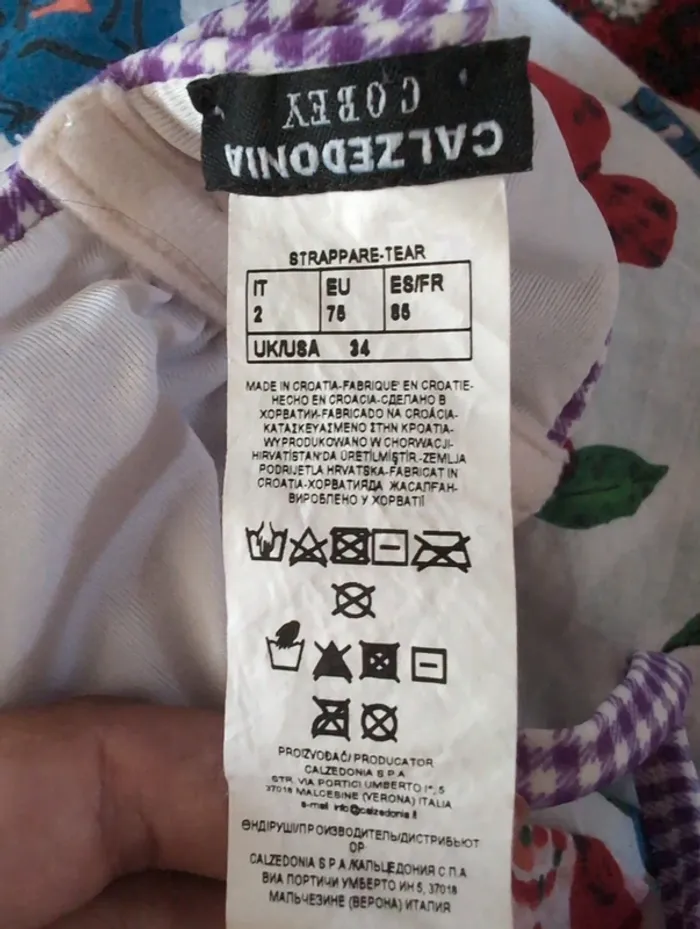 CALZEDONIA
COBEY
STRAPPARE-TEAR
IT EU ES/FR
2 75 85
UK/USA 34
MADE IN CROATIA-FABRIQUE' EN CROATIE-
HECHO EN CROACIA-СДЕЛАНО В
ХОРВАТИИ-FABRICADO NA CROÁCIA-
ΚΑΤΑΣΚΕΥΑΣΜΕΝΟ ΣΤΗΝ ΚΡΟΑΤΙΑ-
WYPRODUKOWANO W CHORWACJI-
HIRVATİSTAN'DA ÜRETİLMİŞTİR.-ZEMLJA
PODRIJETLA HRVATSKA-FABRICAT IN
CROATIA-ХОРВАТИЯДА ЖАСАЛҒАН-
ВИРОБЛЕНО У ХОРВАТІЇ
PROIZVOĐAČ/ PRODUCATOR
CALZEDONIA S P A
STR. VIA PORTICI UMBERTO I°, 5
37018 MALCESINE (VERONA) ITALIA
e-mail info@calzedonia.it
ӨНДІРУШІ/ПРОИЗВОДИТЕЛЬ/ДИСТРИБЬЮТ
ОР
CALZEDONIA S P A/КАЛЬЦЕДОНИЯ С П.А
ВИА ПОРТИЧИ УМБЕРТО ИН 5, 37018
МАЛЬЧЕЗИНЕ (ВЕРОНА) ИТАЛИЯ